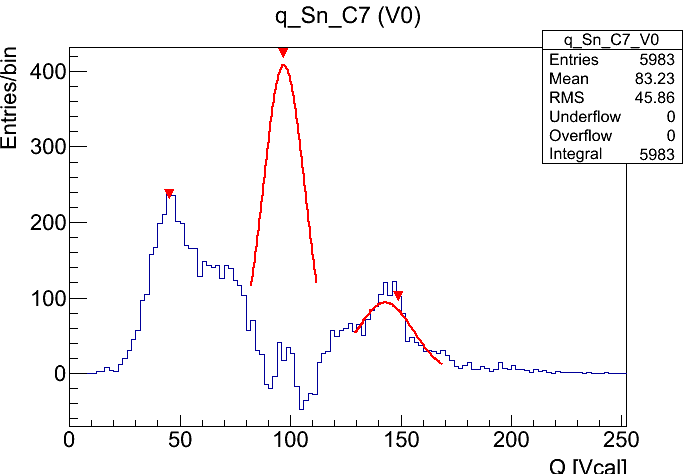 q_Sn_C7 (V0)
q_Sn_C7_V0
Entries 5983
Mean 83.23
RMS 45.86
Underflow 0
Overflow 0
Integral 5983
Entries/bin
400
300
200
100
0
0 50 100 150 200 250
Q [Vcal]